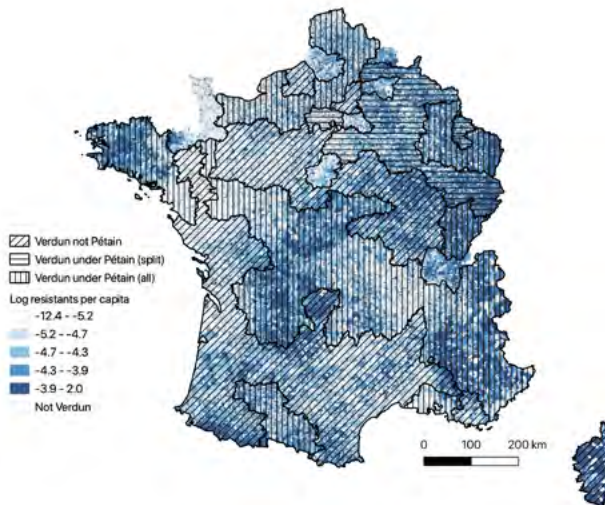 Verdun not Pétain
Verdun under Pétain (split)
Verdun under Pétain (all)
Log resistants per capita
-12.4 - -5.2
-5.2 - -4.7
-4.7 - -4.3
-4.3 - -3.9
-3.9 - 2.0
Not Verdun
0 100 200 km